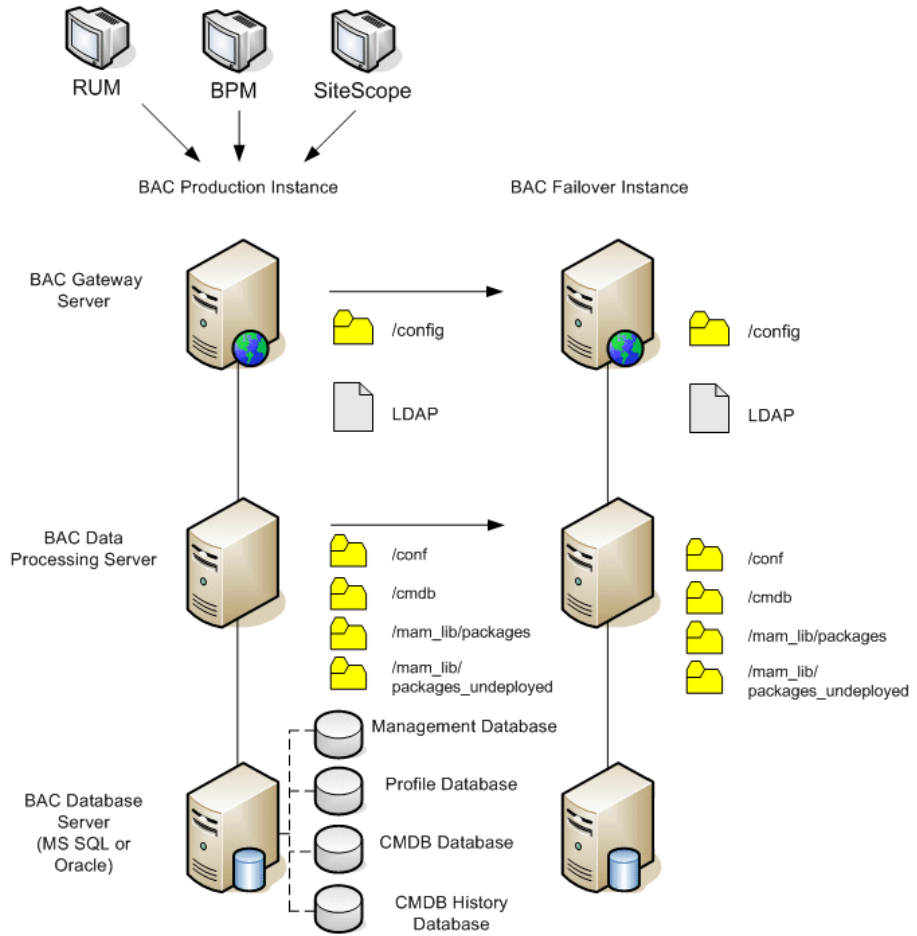 RUM
BPM
SiteScope
BAC Production Instance
BAC Failover Instance
BAC Gateway
Server
/config
LDAP
/config
LDAP
BAC Data
Processing Server
/conf
/cmdb
/mam_lib/packages
/mam_lib/
packages_undeployed
/conf
/cmdb
/mam_lib/packages
/mam_lib/
packages_undeployed
BAC Database
Server
(MS SQL or
Oracle)
Management Database
Profile Database
CMDB Database
CMDB History
Database